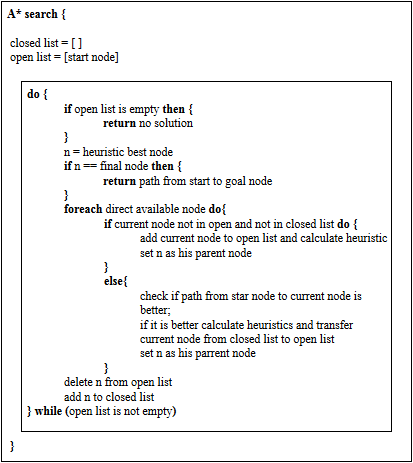 A* search {
closed list = [ ]
open list = [start node]
do {
if open list is empty then {
return no solution
}
n = heuristic best node
if n == final node then {
return path from start to goal node
}
foreach direct available node do{
if current node not in open and not in closed list do {
add current node to open list and calculate heuristic
set n as his parent node
}
else{
check if path from star node to current node is
better;
if it is better calculate heuristics and transfer
current node from closed list to open list
set n as his parrent node
}
delete n from open list
add n to closed list
} while (open list is not empty)
}